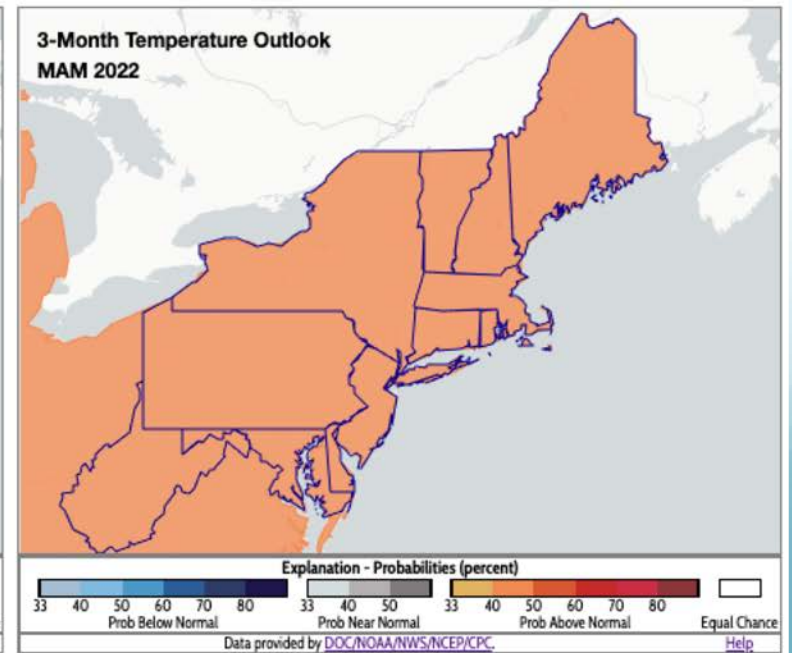 3-Month Temperature Outlook
MAM 2022
Explanation - Probabilities (percent)
33 40 50 60 70 80 33 40 50 33 40 50 60 70 80
Prob Below Normal Prob Near Normal Prob Above Normal Equal Chance
Data provided by DOC/NOAA/NWS/NCEP/CPC. Help